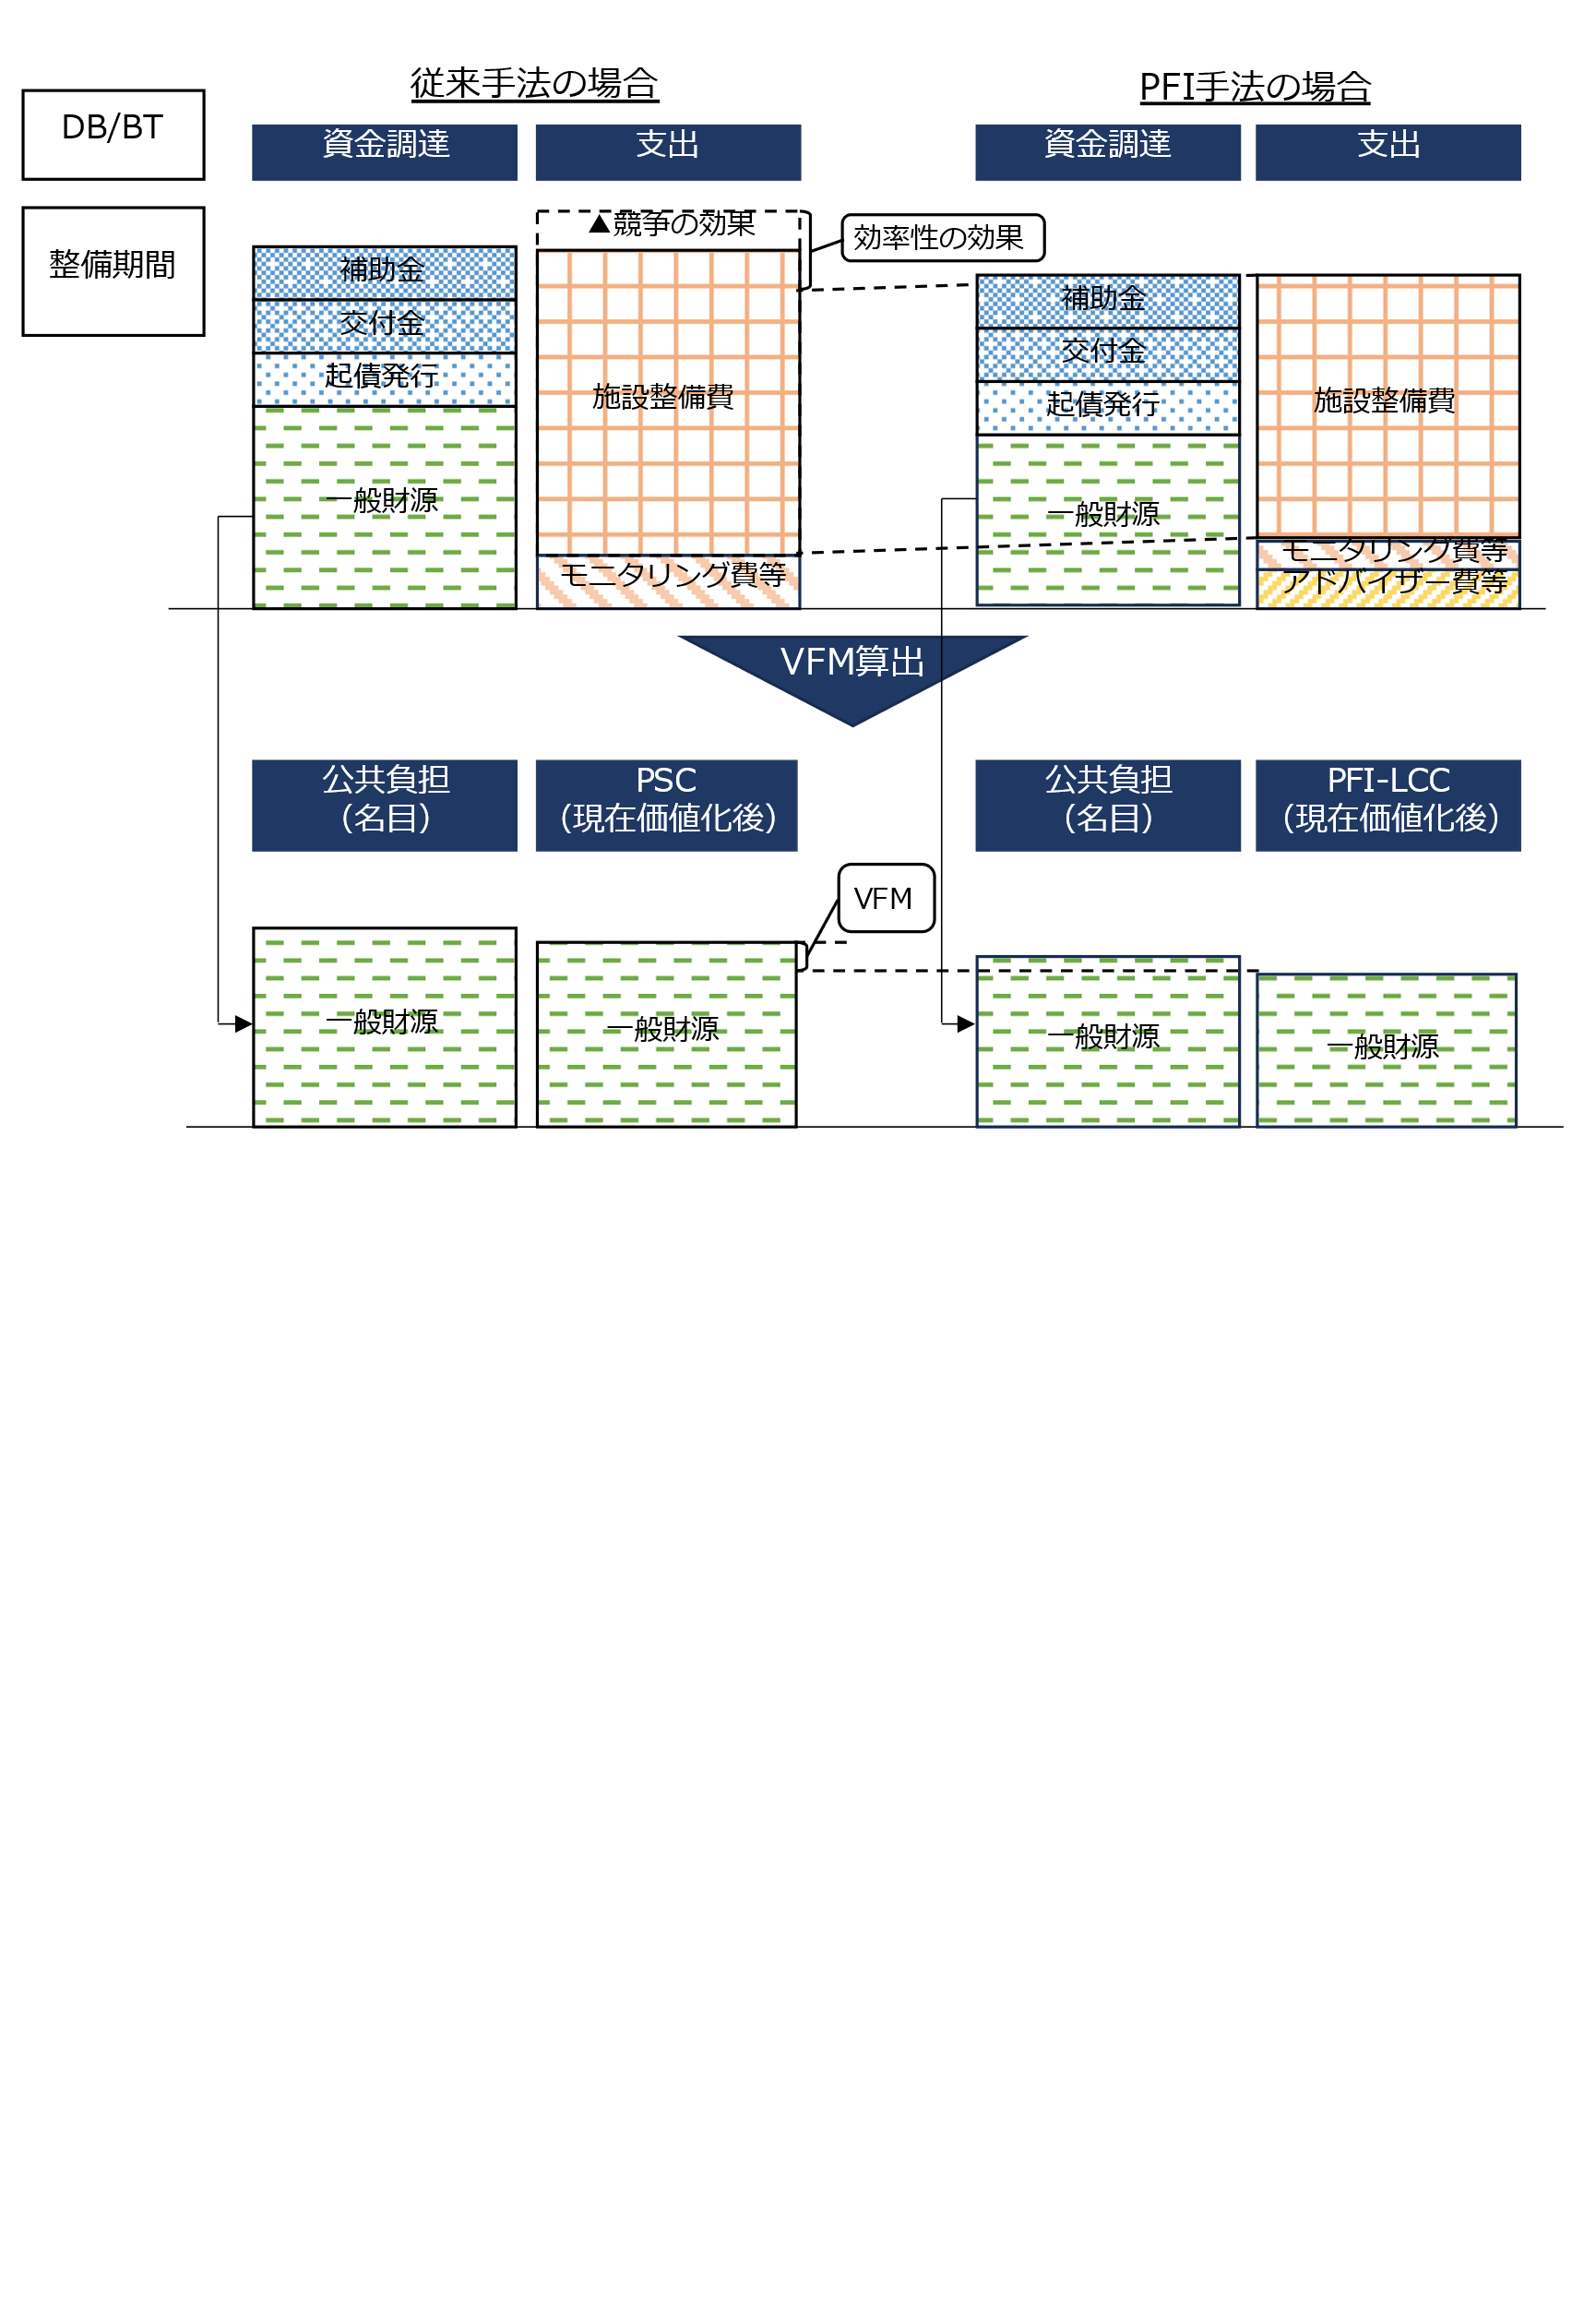 従来手法の場合
PFI手法の場合
DB/BT
資金調達
支出
資金調達
支出
整備期間
▲競争の効果
効率性の効果
補助金
交付金
起債発行
一般財源
施設整備費
モニタリング費等
補助金
交付金
起債発行
一般財源
施設整備費
モニタリング費等
アドバイザー費等
VFM算出
公共負担
（名目）
PSC
（現在価値化後）
公共負担
（名目）
PFI-LCC
（現在価値化後）
VFM
一般財源
一般財源
一般財源
一般財源